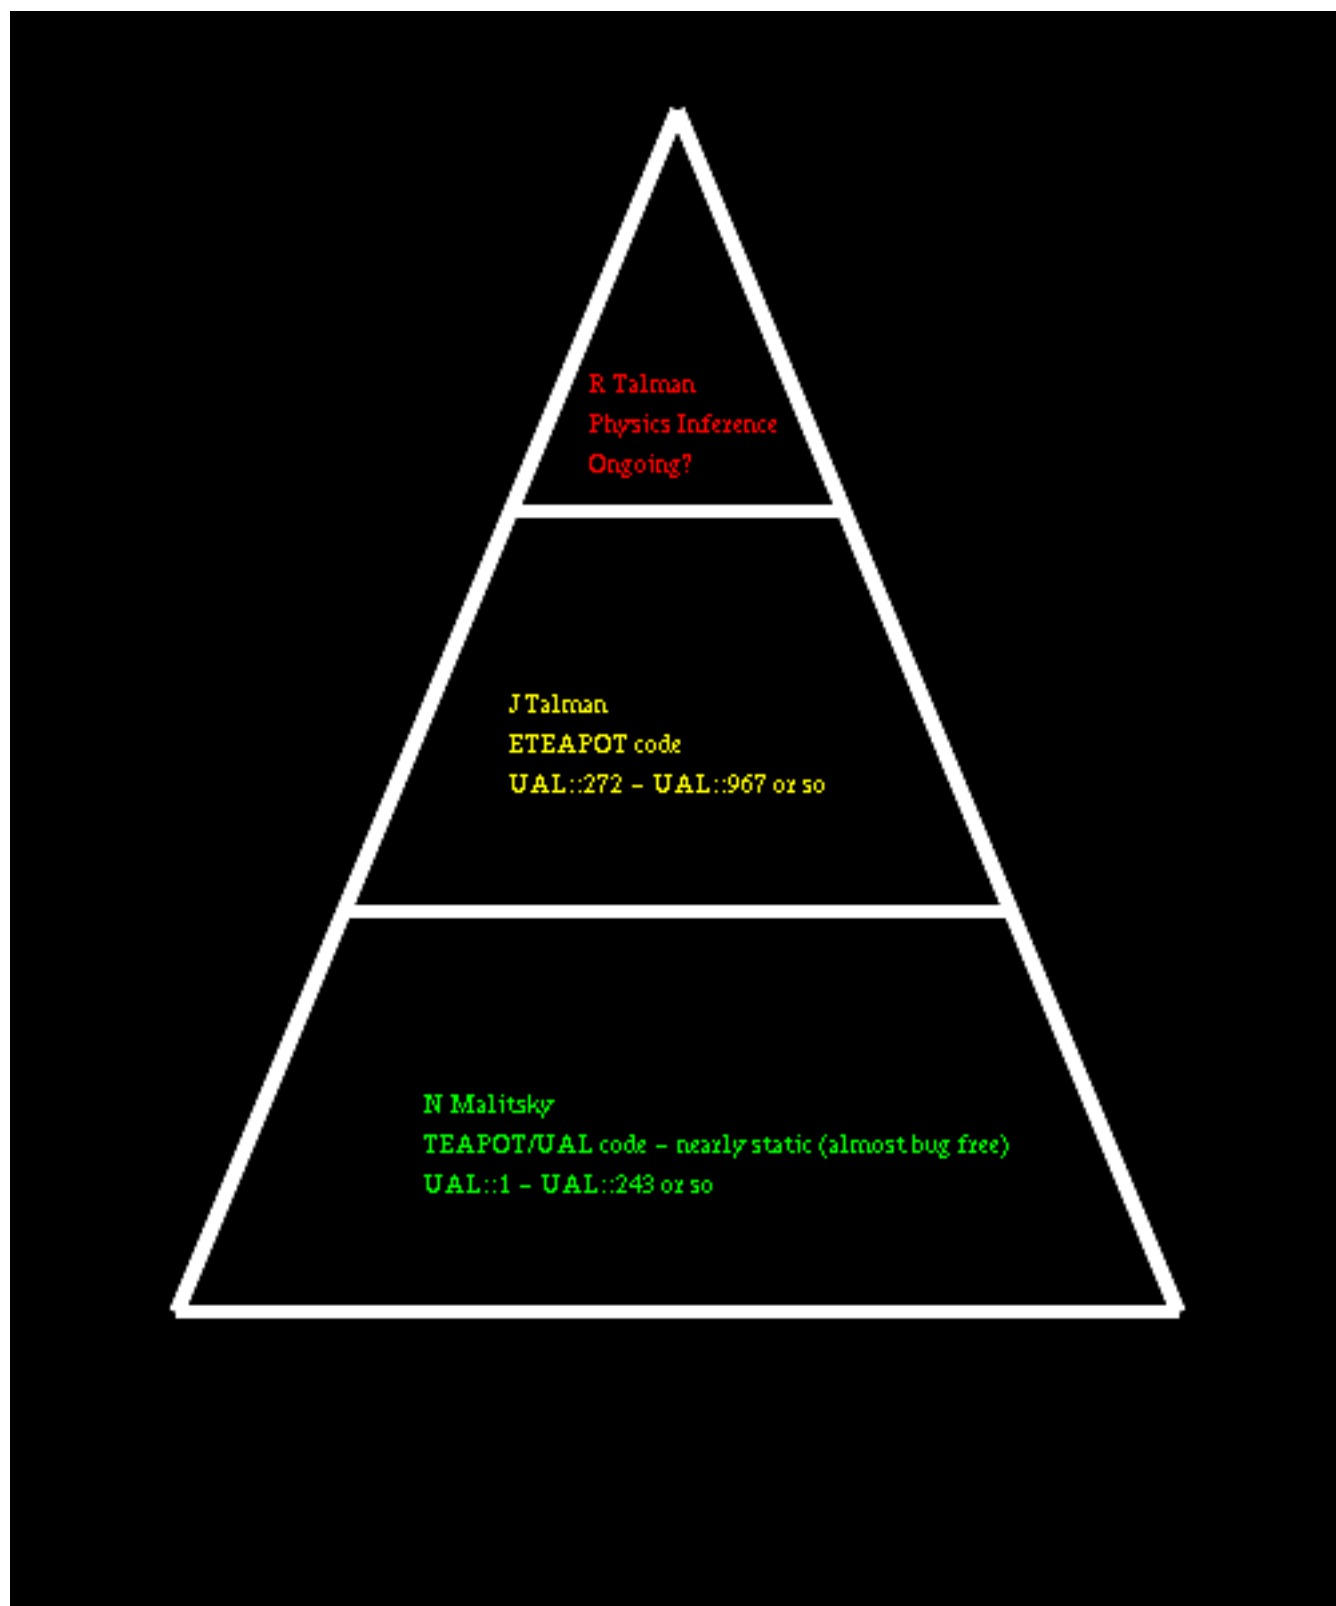 R Talman
Physics Inference
Ongoing?
J Talman
ETEAPOT code
UAL::272 – UAL::967 or so
N Malitsky
TEAPOT/UAL code – nearly static (almost bug free)
UAL::1 – UAL::243 or so